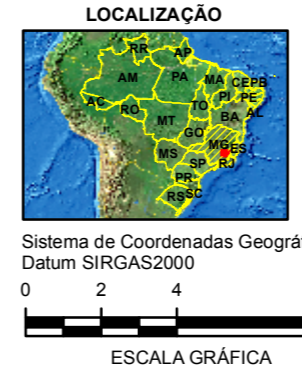 LOCALIZAÇÃO
RR AP
AM PA MA CE PB
AC RO TO PI PE
AL
MT BA
GO
MS MG ES
SP RJ
PR
RS SC
Sistema de Coordenadas Geográ
Datum SIRGAS2000
0 2 4
ESCALA GRÁFICA